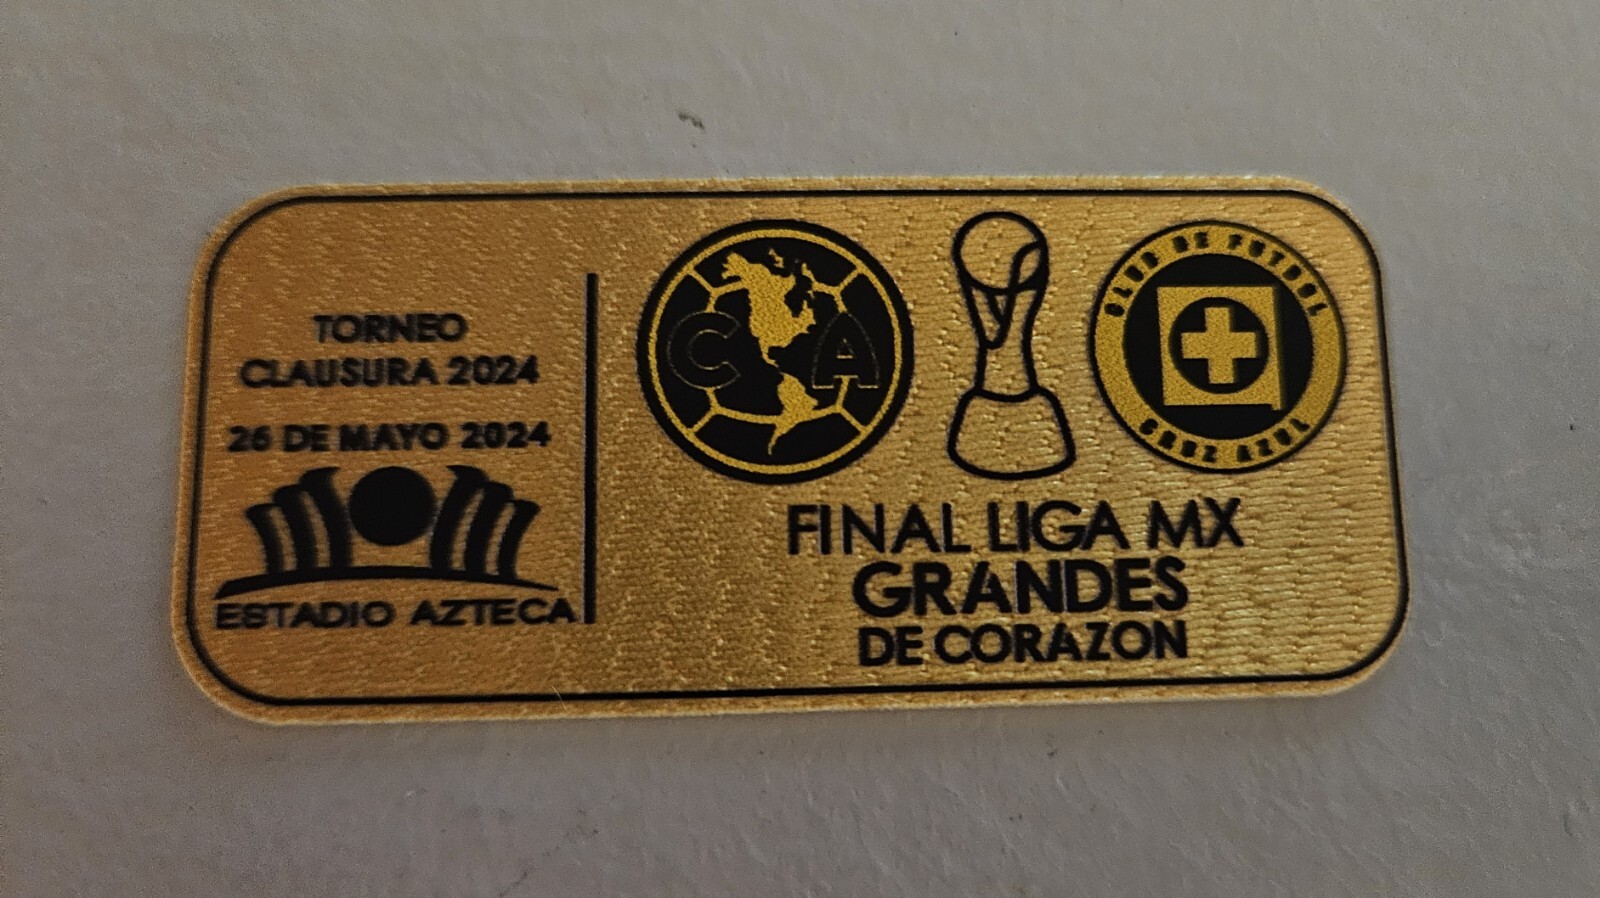 TORNEO
CLAUSURA 2024
26 DE MAYO 2024
ESTADIO AZTECA
C A
CLUB DE FUTBOL
CRUZ AZUL
FINAL LIGA MX
GRANDES
DE CORAZON